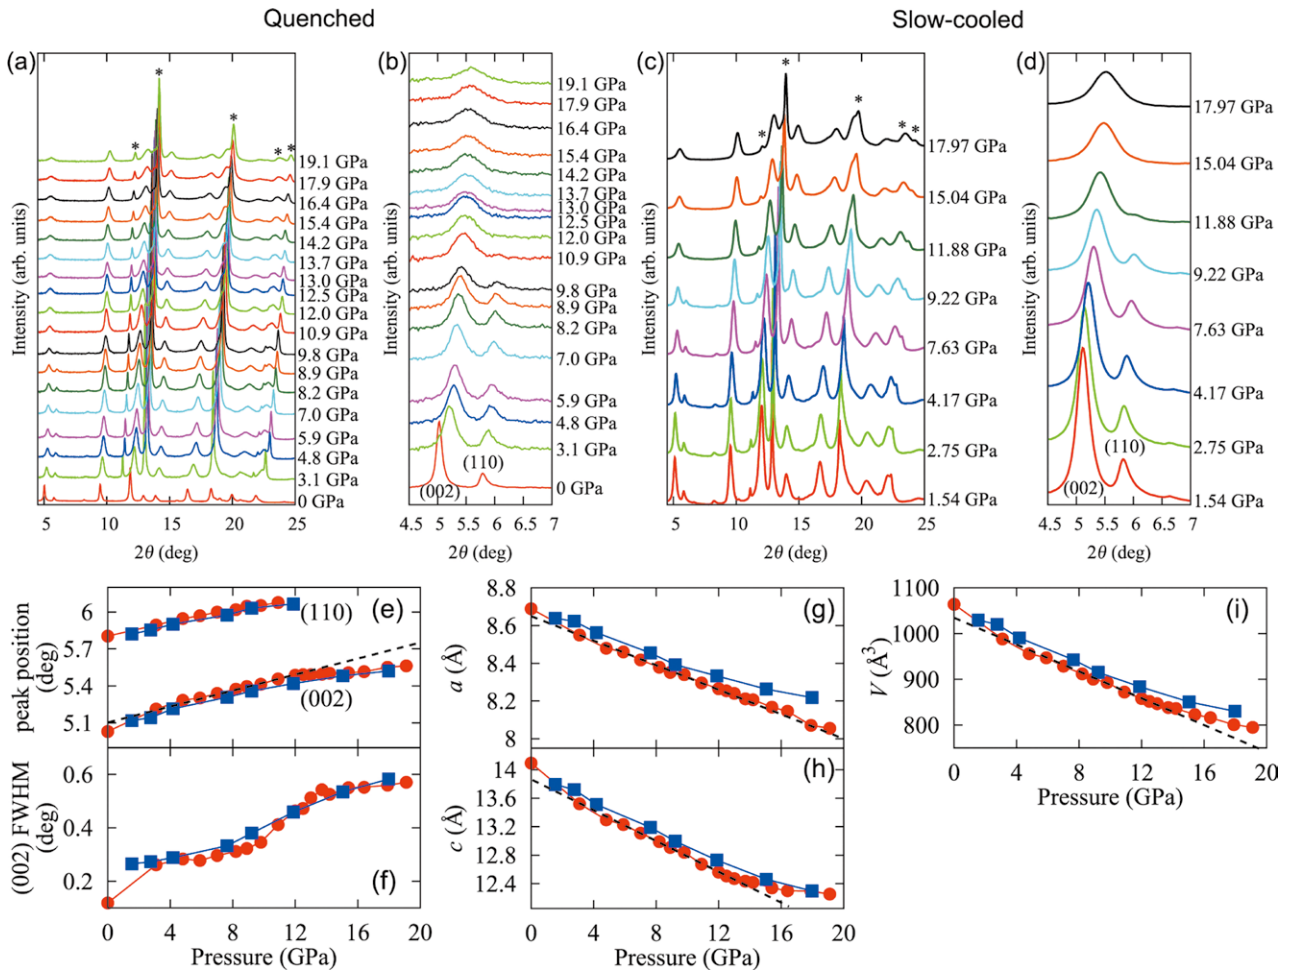 Quenched
Slow-cooled
(a)
Intensity (arb. units)
*
*
*
*
*
19.1 GPa
17.9 GPa
16.4 GPa
15.4 GPa
14.2 GPa
13.7 GPa
13.0 GPa
12.5 GPa
12.0 GPa
10.9 GPa
9.8 GPa
8.9 GPa
8.2 GPa
7.0 GPa
5.9 GPa
4.8 GPa
3.1 GPa
0 GPa
5 10 15 20 25
2θ (deg)
(b)
Intensity (arb. units)
19.1 GPa
17.9 GPa
16.4 GPa
15.4 GPa
14.2 GPa
13.7 GPa
13.0 GPa
12.5 GPa
12.0 GPa
10.9 GPa
9.8 GPa
8.9 GPa
8.2 GPa
7.0 GPa
5.9 GPa
4.8 GPa
3.1 GPa
(110)
(002)
0 GPa
4.5 5 5.5 6 6.5 7
2θ (deg)
(c)
Intensity (arb. units)
*
*
*
*
*
17.97 GPa
15.04 GPa
11.88 GPa
9.22 GPa
7.63 GPa
4.17 GPa
2.75 GPa
1.54 GPa
5 10 15 20 25
2θ (deg)
(d)
Intensity (arb. units)
17.97 GPa
15.04 GPa
11.88 GPa
9.22 GPa
7.63 GPa
4.17 GPa
2.75 GPa
(110)
(002)
1.54 GPa
4.5 5 5.5 6 6.5 7
2θ (deg)
peak position
(deg)
6
5.7
5.4
5.1
(e)
(110)
(002)
(002) FWHM
(deg)
0.6
0.4
0.2
(f)
0 4 8 12 16 20
Pressure (GPa)
a (Å)
8.8
8.6
8.4
8.2
8
(g)
c (Å)
14
13.6
13.2
12.8
12.4
(h)
0 4 8 12 16 20
Pressure (GPa)
V (Å3)
1100
1000
900
800
(i)
0 4 8 12 16 20
Pressure (GPa)